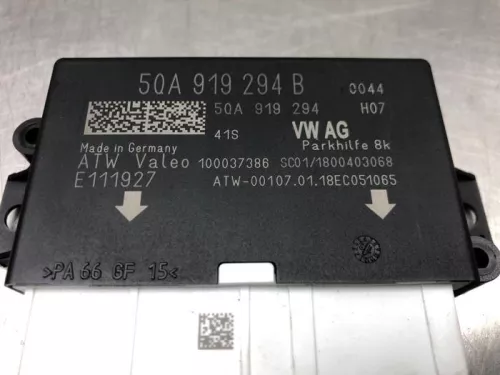 5QA 919 294 B 0044
5QA 919 294 H07
41S VW AG
Made in Germany Parkhilfe 8k
ATW Valeo 100037386 SC01/1800403068
E111927 ATW-00107.01.18EC051065
>PA 66 GF 15<